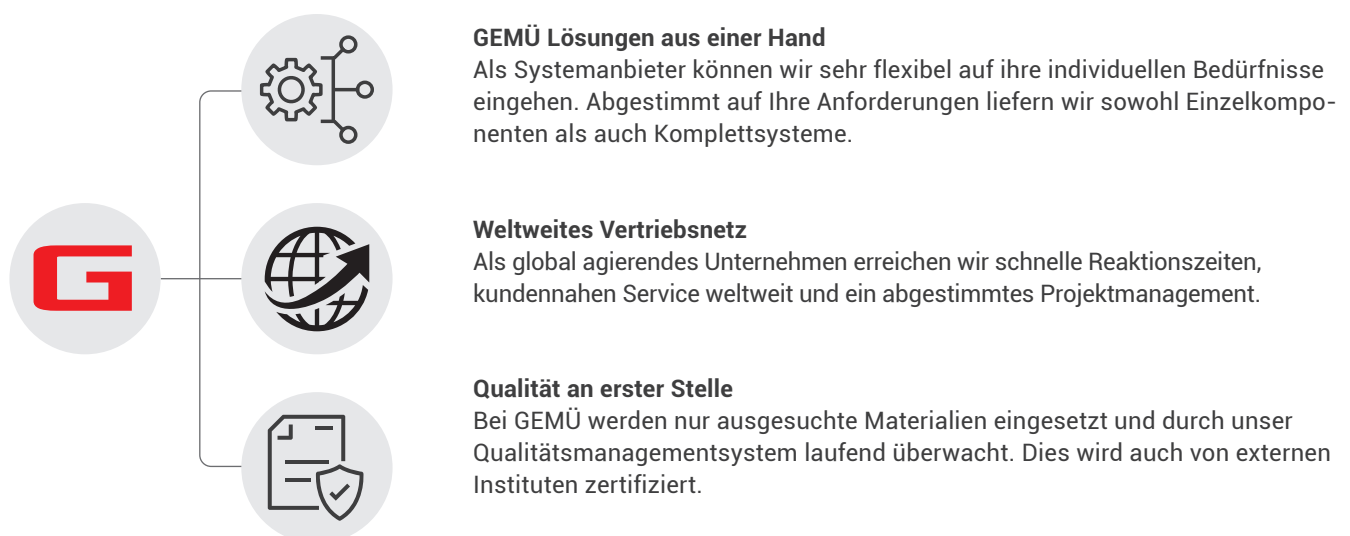 G
GEMÜ Lösungen aus einer Hand
Als Systemanbieter können wir sehr flexibel auf ihre individuellen Bedürfnisse
eingehen. Abgestimmt auf Ihre Anforderungen liefern wir sowohl Einzelkompo-
nenten als auch Komplettsysteme.
Weltweites Vertriebsnetz
Als global agierendes Unternehmen erreichen wir schnelle Reaktionszeiten,
kundennahen Service weltweit und ein abgestimmtes Projektmanagement.
Qualität an erster Stelle
Bei GEMÜ werden nur ausgesuchte Materialien eingesetzt und durch unser
Qualitätsmanagementsystem laufend überwacht. Dies wird auch von externen
Instituten zertifiziert.